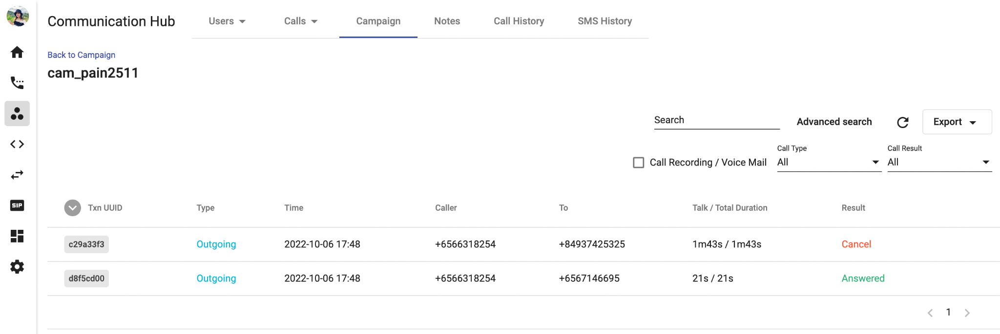 Communication Hub
Users
Calls
Campaign
Notes
Call History
SMS History
Back to Campaign
cam_pain2511
Search
Advanced search
Export
Call Recording / Voice Mail
Call Type
All
Call Result
All
SIP
Txn UUID Type Time Caller To Talk / Total Duration Result
c29a33f3 Outgoing 2022-10-06 17:48 +6566318254 +84937425325 1m43s / 1m43s Cancel
d8f5cd00 Outgoing 2022-10-06 17:48 +6566318254 +6567146695 21s / 21s Answered
1